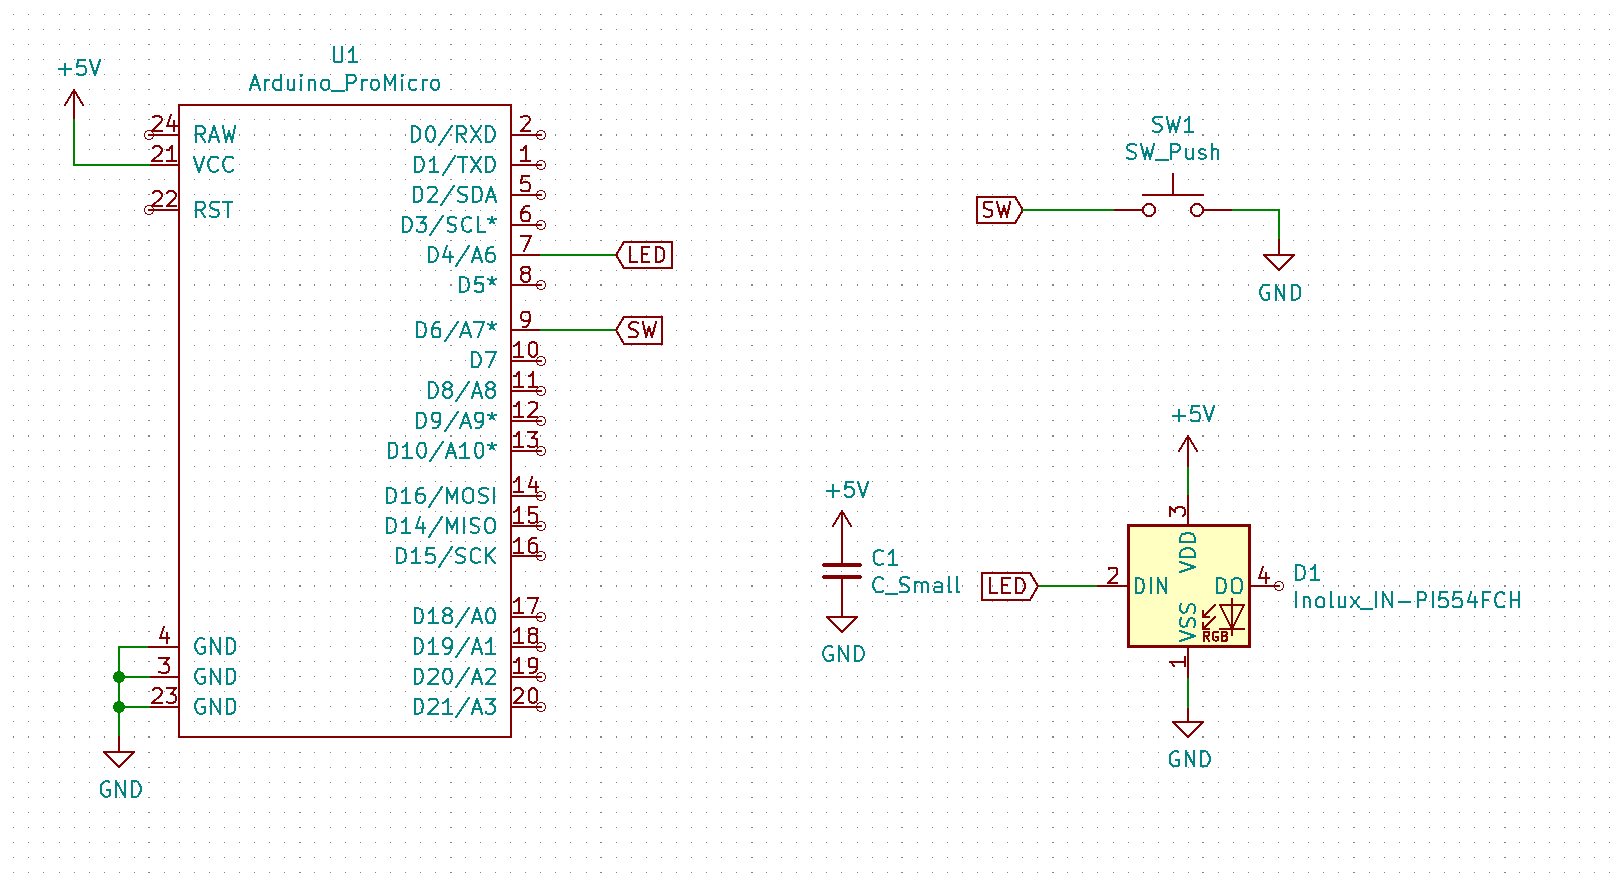 U1
Arduino_ProMicro
+5V
24
RAW
21
VCC
22
RST
4
GND
3
GND
23
GND
GND
D0/RXD
2
D1/TXD
1
D2/SDA
5
D3/SCL*
6
D4/A6
7
LED
D5*
8
D6/A7*
9
SW
D7
10
D8/A8
11
D9/A9*
12
D10/A10*
13
D16/MOSI
14
D14/MISO
15
D15/SCK
16
D18/A0
17
D19/A1
18
D20/A2
19
D21/A3
20
SW1
SW_Push
SW
GND
+5V
C1
C_Small
GND
+5V
3
VDD
LED
2
DIN
DO
4
D1
Inolux_IN-PI554FCH
VSS
RGB
1
GND